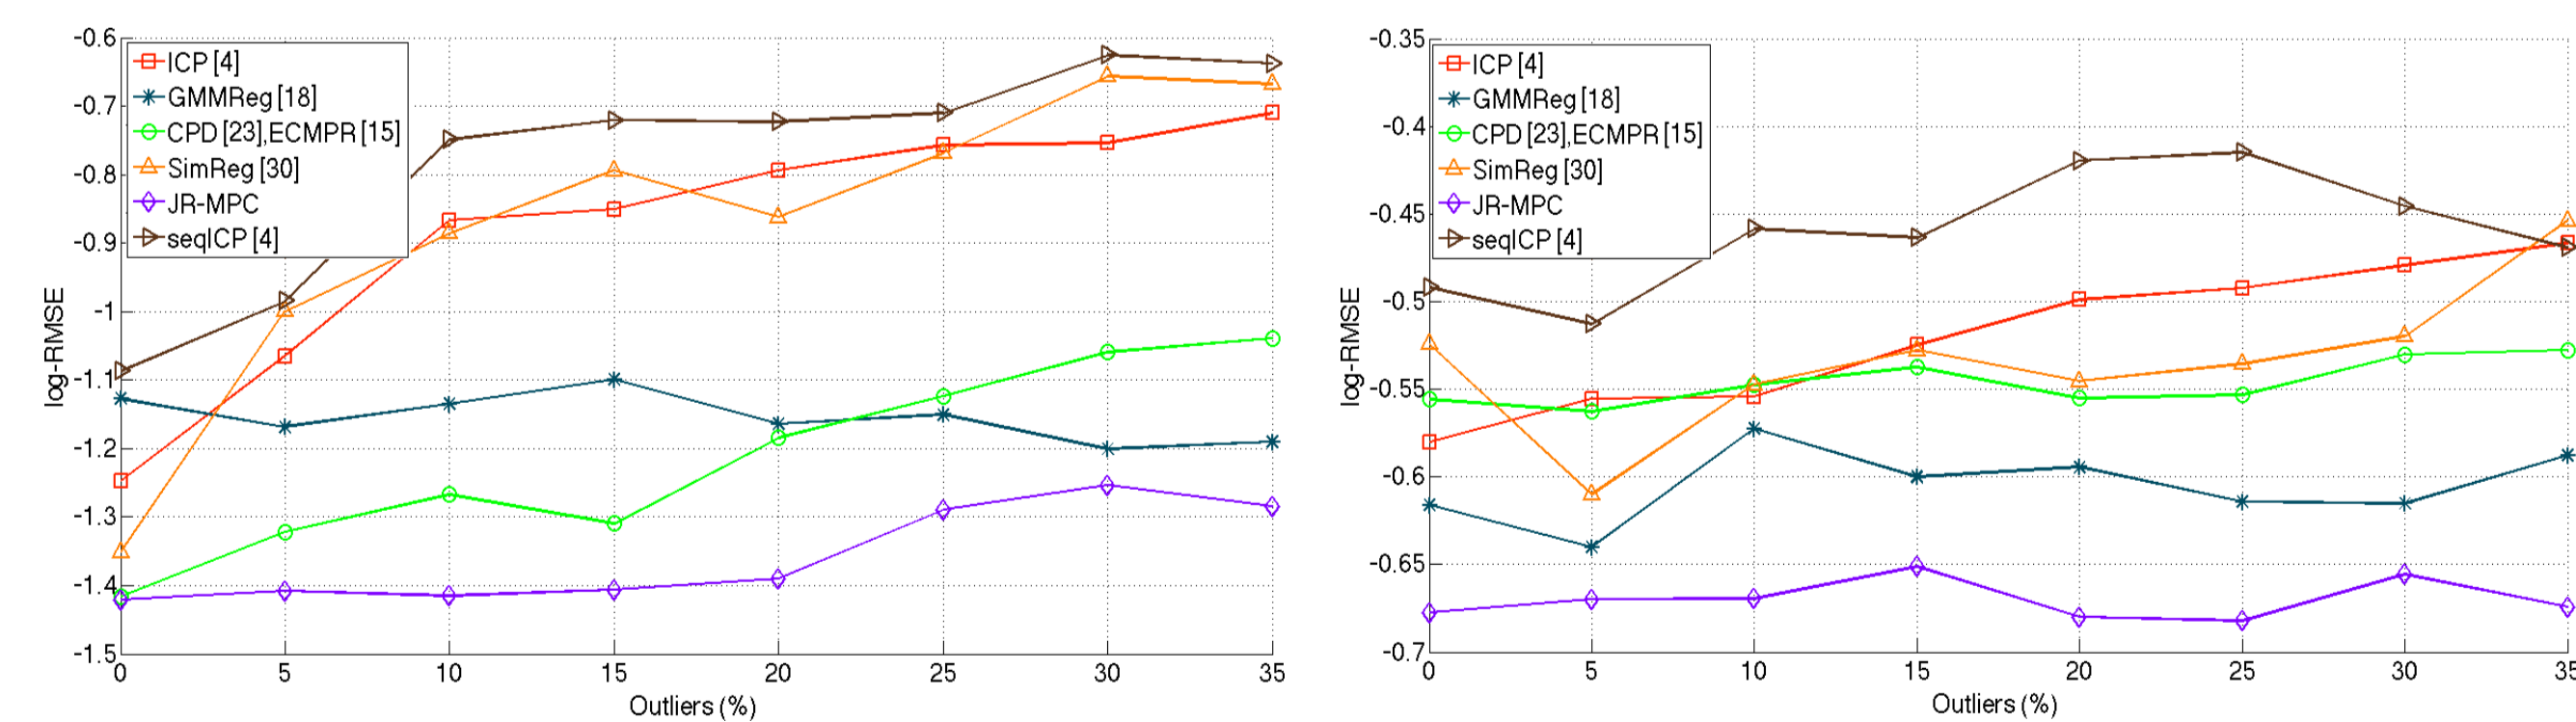 -0.6
-0.7
-0.8
-0.9
-1
-1.1
-1.2
-1.3
-1.4
-1.5
log-RMSE
ICP [4]
GMMReg [18]
CPD [23],ECMPR [15]
SimReg [30]
JR-MPC
seqICP [4]
0 5 10 15 20 25 30 35
Outliers (%)
-0.35
-0.4
-0.45
-0.5
-0.55
-0.6
-0.65
-0.7
log-RMSE
ICP [4]
GMMReg [18]
CPD [23],ECMPR [15]
SimReg [30]
JR-MPC
seqICP [4]
0 5 10 15 20 25 30 35
Outliers (%)